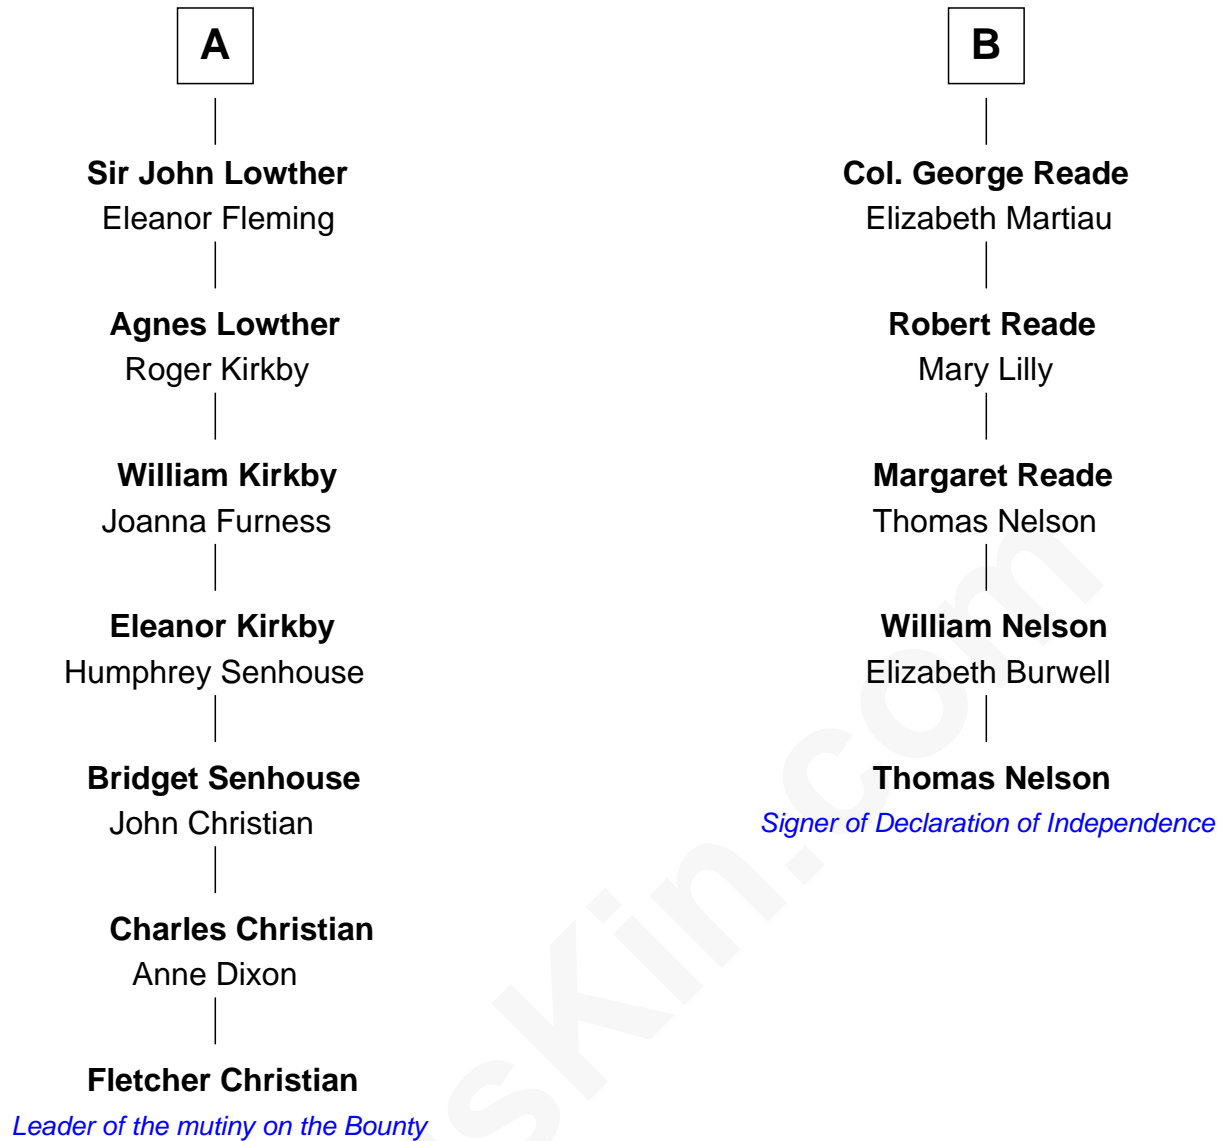 A
Sir John Lowther
Eleanor Fleming
Agnes Lowther
Roger Kirkby
William Kirkby
Joanna Furness
Eleanor Kirkby
Humphrey Senhouse
Bridget Senhouse
John Christian
Charles Christian
Anne Dixon
Fletcher Christian
Leader of the mutiny on the Bounty
B
Col. George Reade
Elizabeth Martiau
Robert Reade
Mary Lilly
Margaret Reade
Thomas Nelson
William Nelson
Elizabeth Burwell
Thomas Nelson
Signer of Declaration of Independence
sKin.com